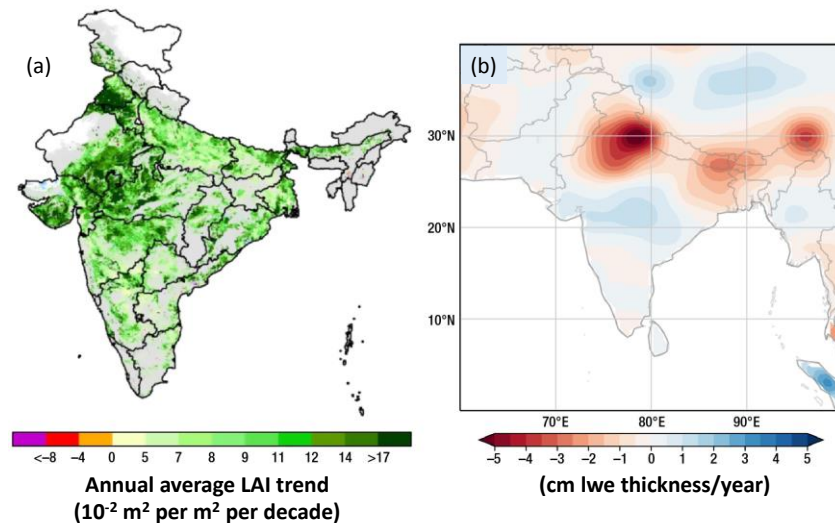 (a)
<–8 –4 0 5 7 8 9 11 12 14 >17
Annual average LAI trend
(10⁻² m² per m² per decade)
(b)
30°N
20°N
10°N
70°E 80°E 90°E
−5 −4 −3 −2 −1 0 1 2 3 4 5
(cm lwe thickness/year)